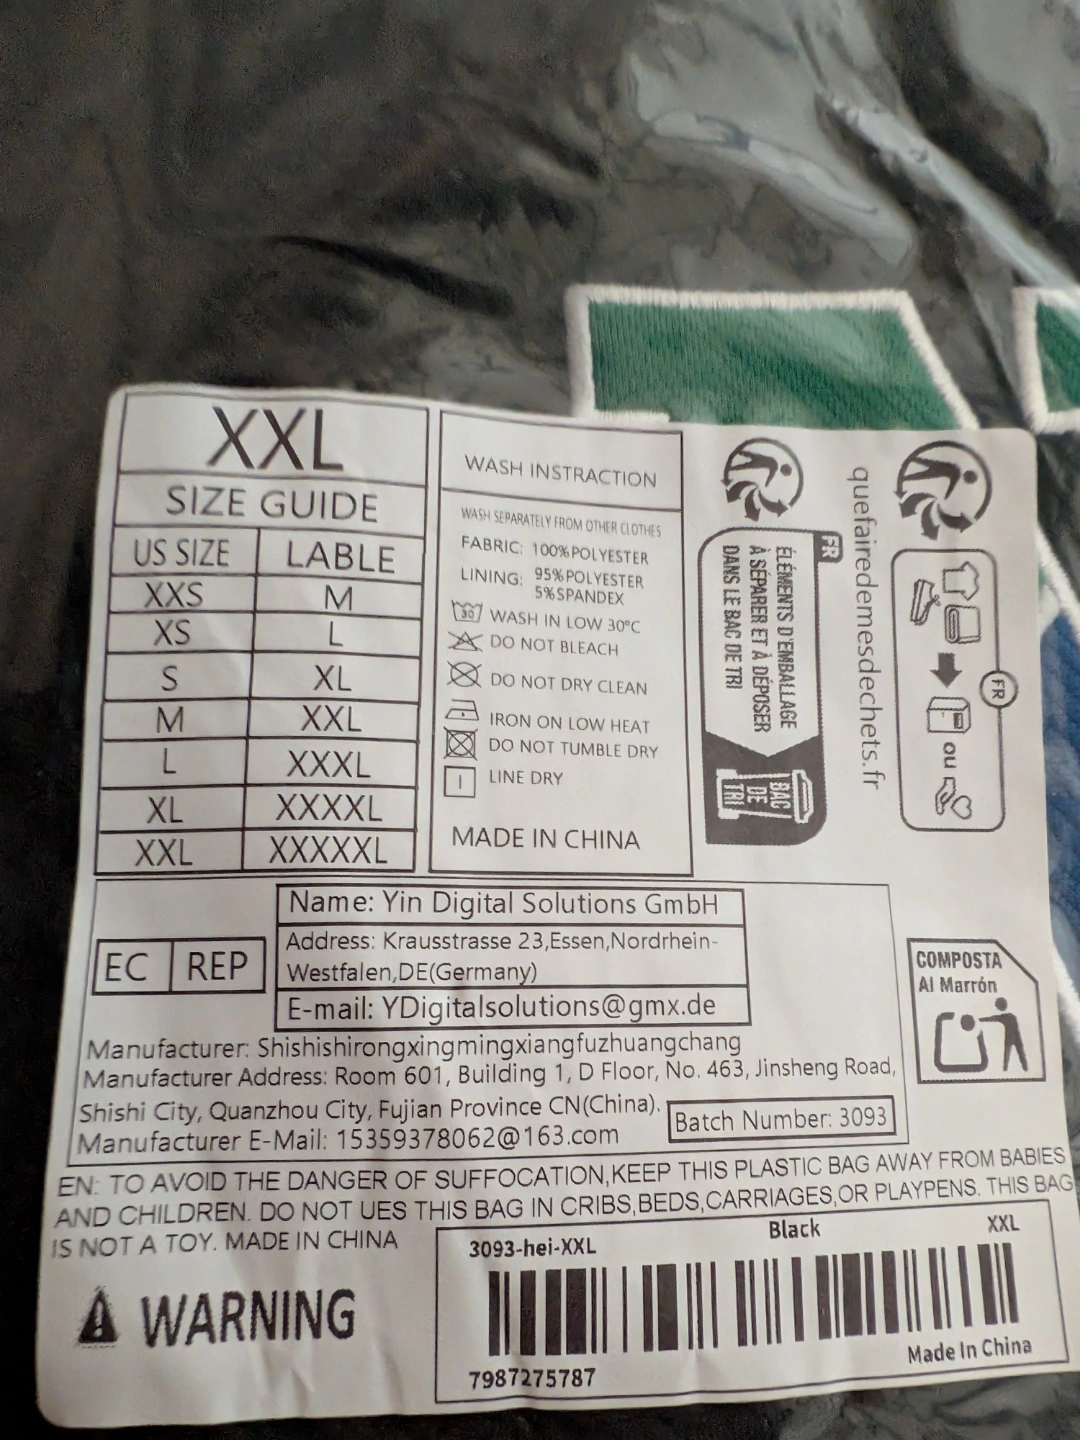 XXL
SIZE GUIDE
US SIZE LABLE
XXS M
XS L
S XL
M XXL
L XXXL
XL XXXXL
XXL XXXXXL
WASH INSTRACTION
WASH SEPARATELY FROM OTHER CLOTHES
FABRIC: 100%POLYESTER
LINING: 95%POLYESTER
5%SPANDEX
30 WASH IN LOW 30°C
DO NOT BLEACH
DO NOT DRY CLEAN
IRON ON LOW HEAT
DO NOT TUMBLE DRY
LINE DRY
MADE IN CHINA
FR
ÉLÉMENTS D'EMBALLAGE
À SÉPARER ET À DÉPOSER
DANS LE BAC DE TRI
BAC
DE
TRI
quefairedemesdechets.fr
FR
ou
EC REP
Name: Yin Digital Solutions GmbH
Address: Krausstrasse 23,Essen,Nordrhein-
Westfalen,DE(Germany)
E-mail: YDigitalsolutions@gmx.de
COMPOSTA
Al Marrón
Manufacturer: Shishishirongxingmingxiangfuzhuangchang
Manufacturer Address: Room 601, Building 1, D Floor, No. 463, Jinsheng Road,
Shishi City, Quanzhou City, Fujian Province CN(China).
Manufacturer E-Mail: 15359378062@163.com
Batch Number: 3093
EN: TO AVOID THE DANGER OF SUFFOCATION,KEEP THIS PLASTIC BAG AWAY FROM BABIES
AND CHILDREN. DO NOT UES THIS BAG IN CRIBS,BEDS,CARRIAGES,OR PLAYPENS. THIS BAG
IS NOT A TOY. MADE IN CHINA
WARNING
3093-hei-XXL Black XXL
7987275787 Made In China